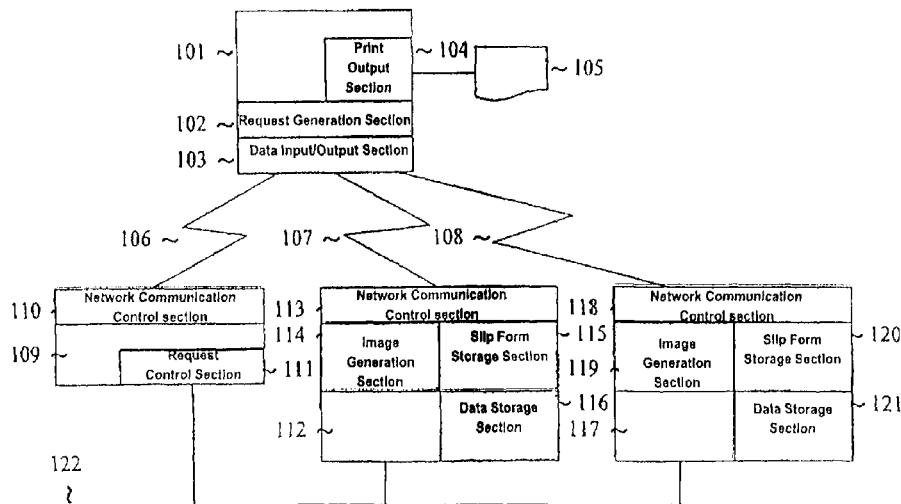 101
Print
Output
Section
104
105
102
Request Generation Section
103
Data Input/Output Section
106
107
108
110
Network Communication
Control section
109
Request
Control Section
111
113
Network Communication
Control section
114
Image
Generation
Section
Slip Form
Storage Section
115
112
Data Storage
Section
116
118
Network Communication
Control section
119
Image
Generation
Section
Slip Form
Storage Section
120
117
Data Storage
Section
121
122